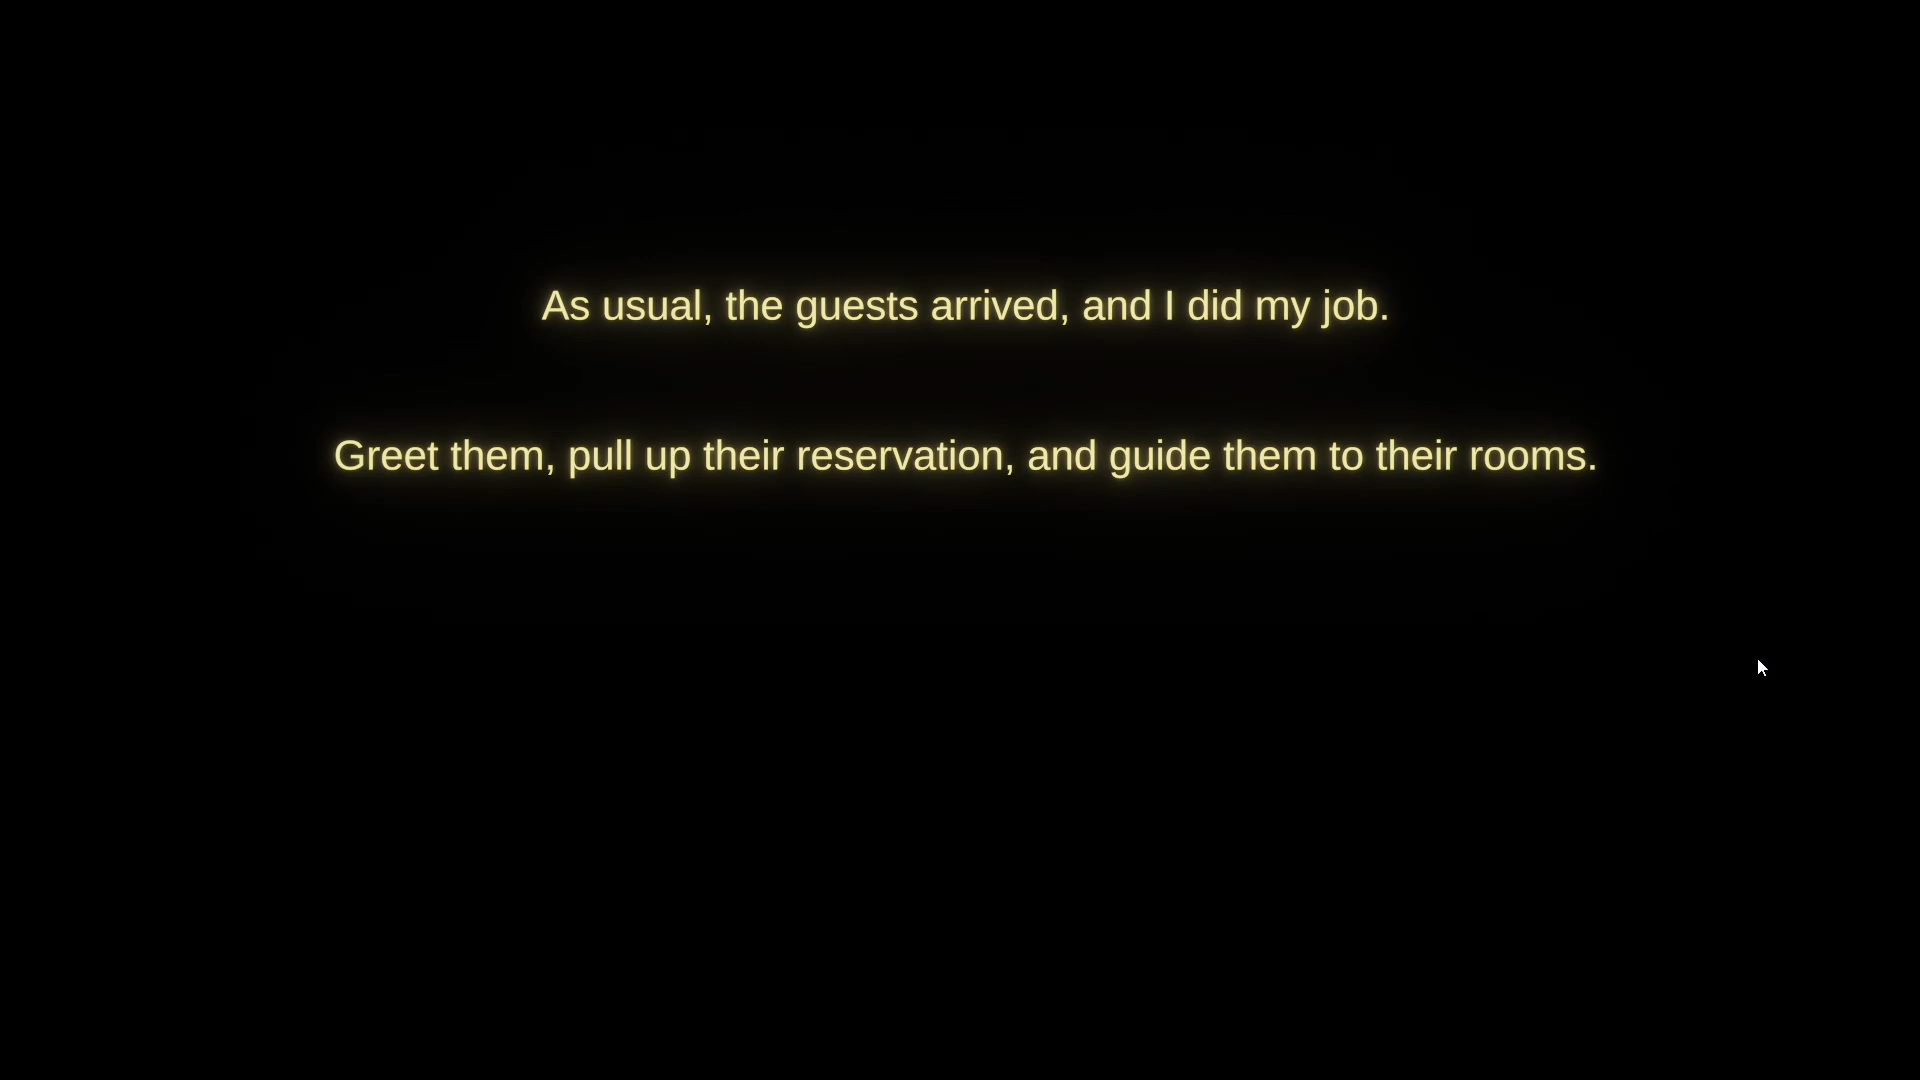 As usual, the guests arrived, and I did my job.
Greet them, pull up their reservation, and guide them to their rooms.